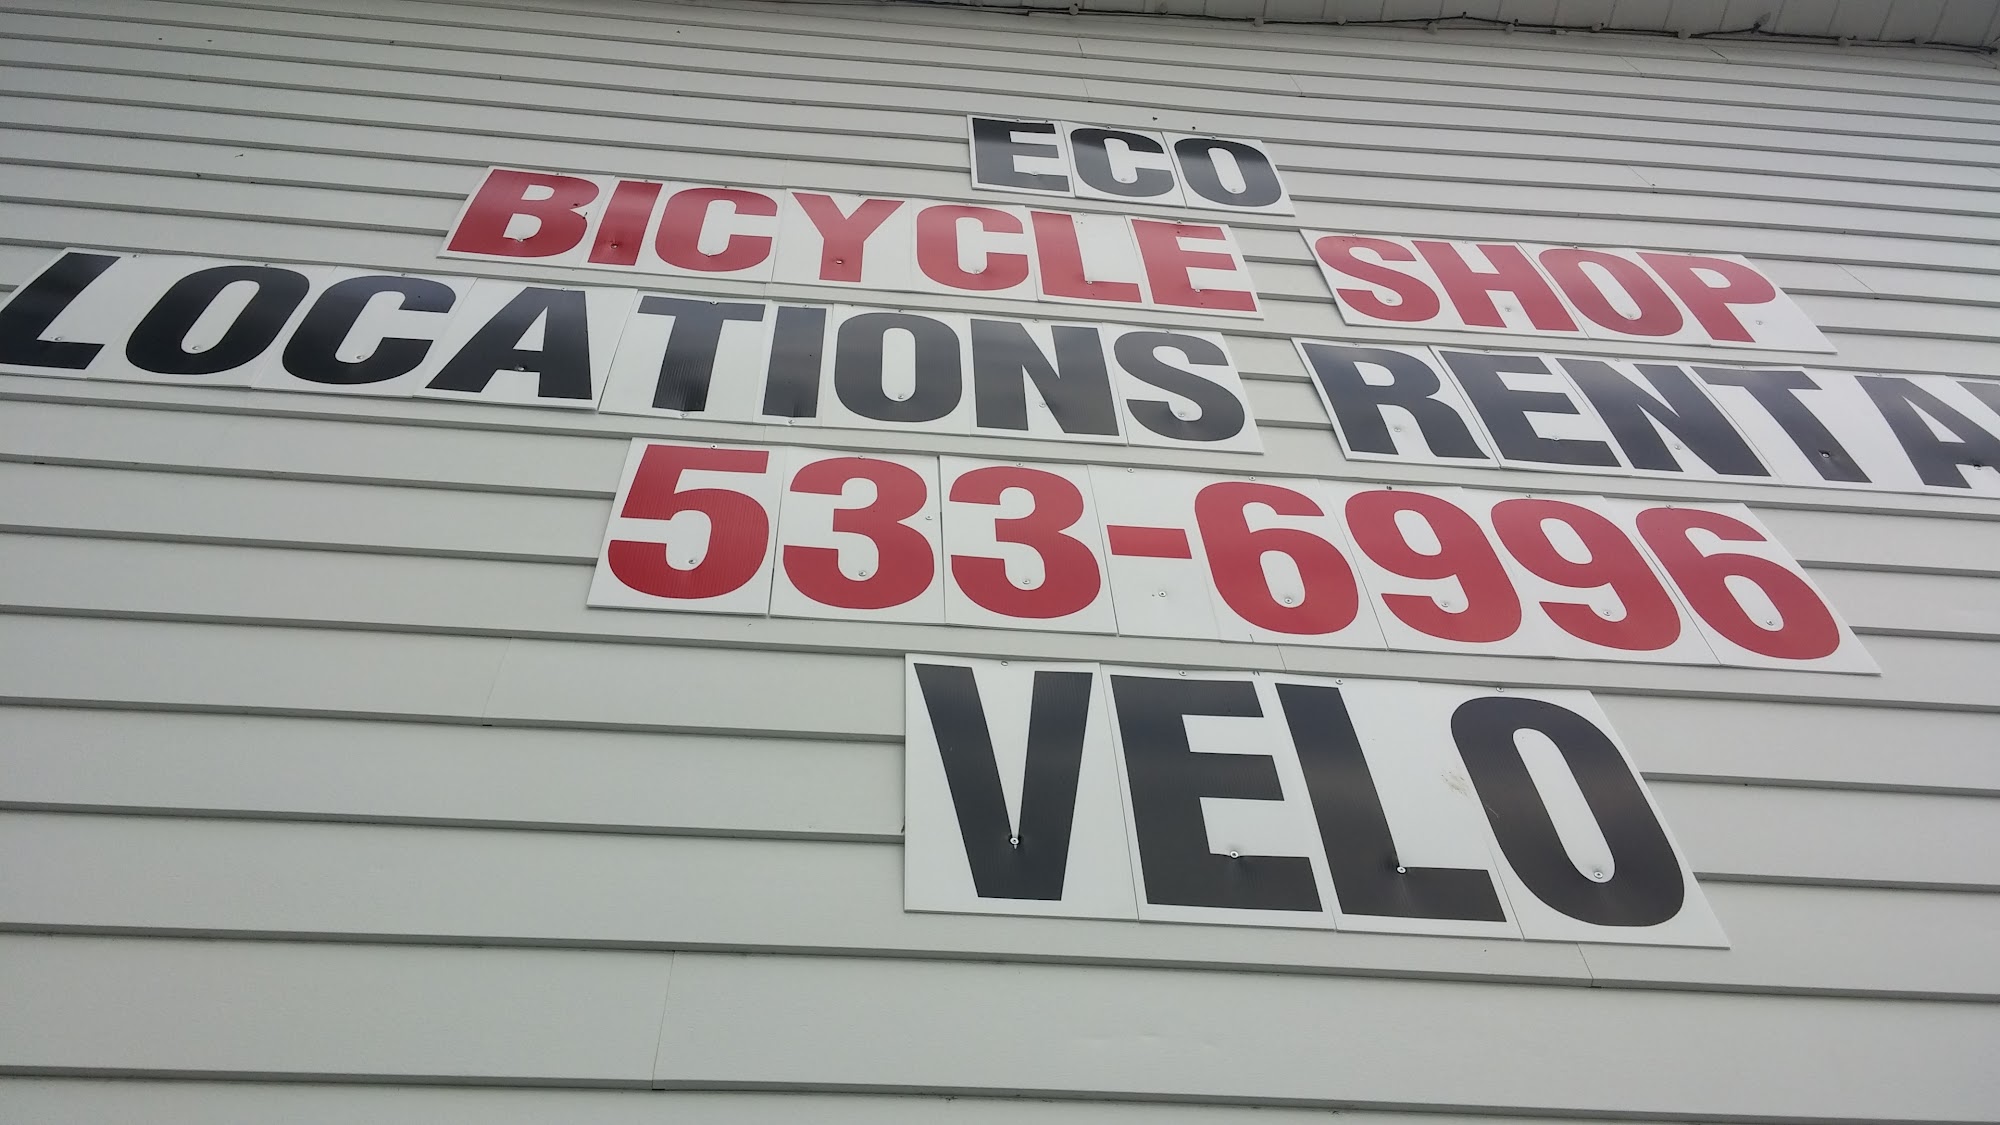 ECO
BICYCLE SHOP
LOCATIONS RENTA
533-6996
VELO